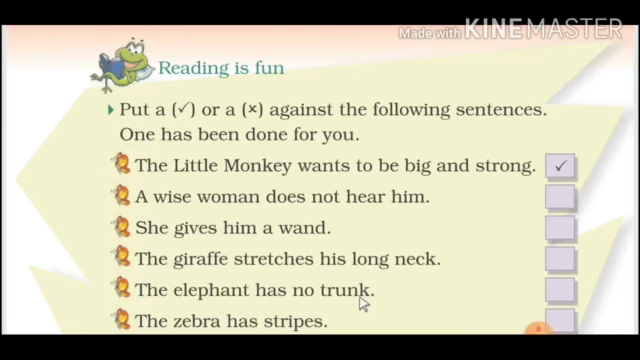 Made with KINEMASTER
Reading is fun
Put a (✓) or a (×) against the following sentences.
One has been done for you.
The Little Monkey wants to be big and strong. ✓
A wise woman does not hear him.
She gives him a wand.
The giraffe stretches his long neck.
The elephant has no trunk.
The zebra has stripes.